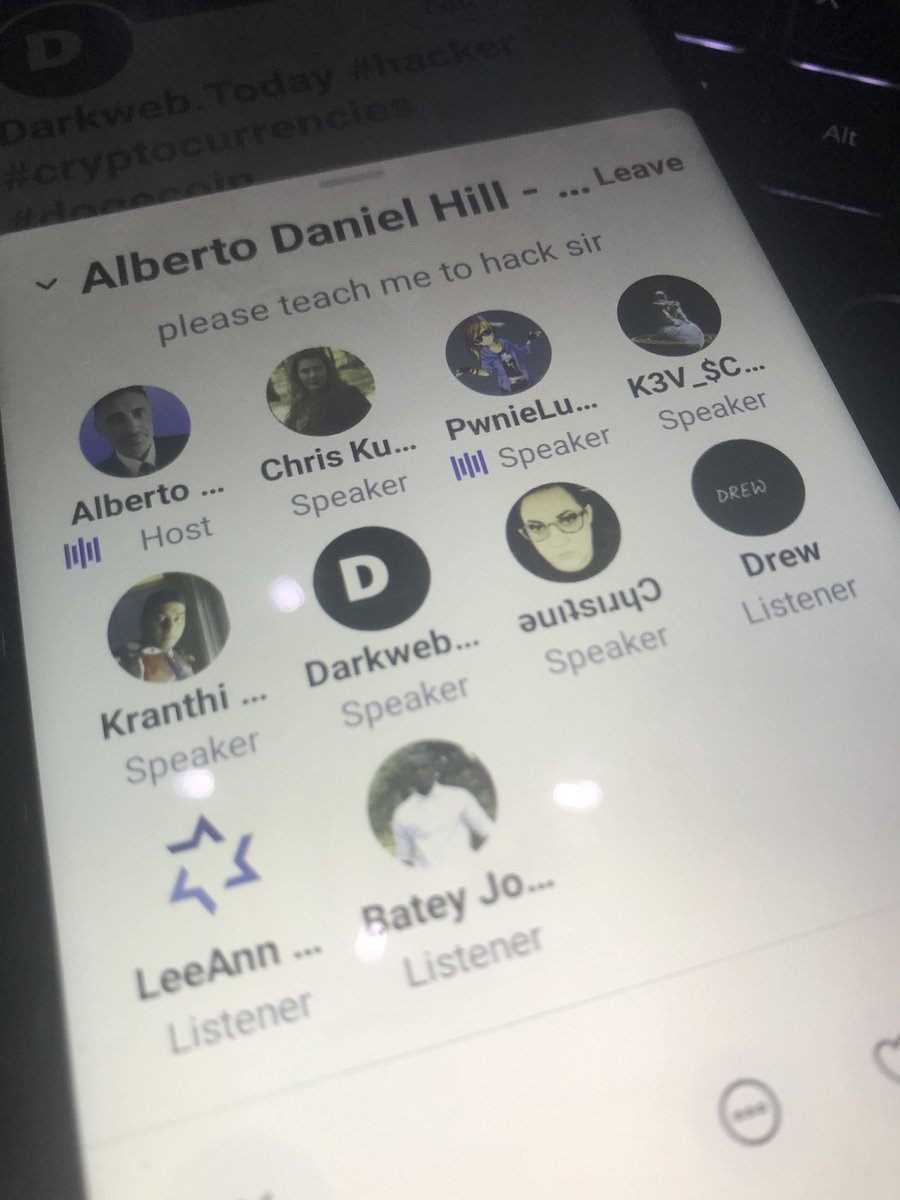 D
Darkweb.Today #hacker
#cryptocurrencies
#dogecoin
Alt
Alberto Daniel Hill - ... Leave
please teach me to hack sir
Alberto ...
Host
Chris Ku...
Speaker
PwnieLu...
Speaker
K3V_$C...
Speaker
Kranthi ...
Speaker
D
Darkweb...
Speaker
Christine
Speaker
DREW
Drew
Listener
LeeAnn ...
Listener
Batey Jo...
Listener